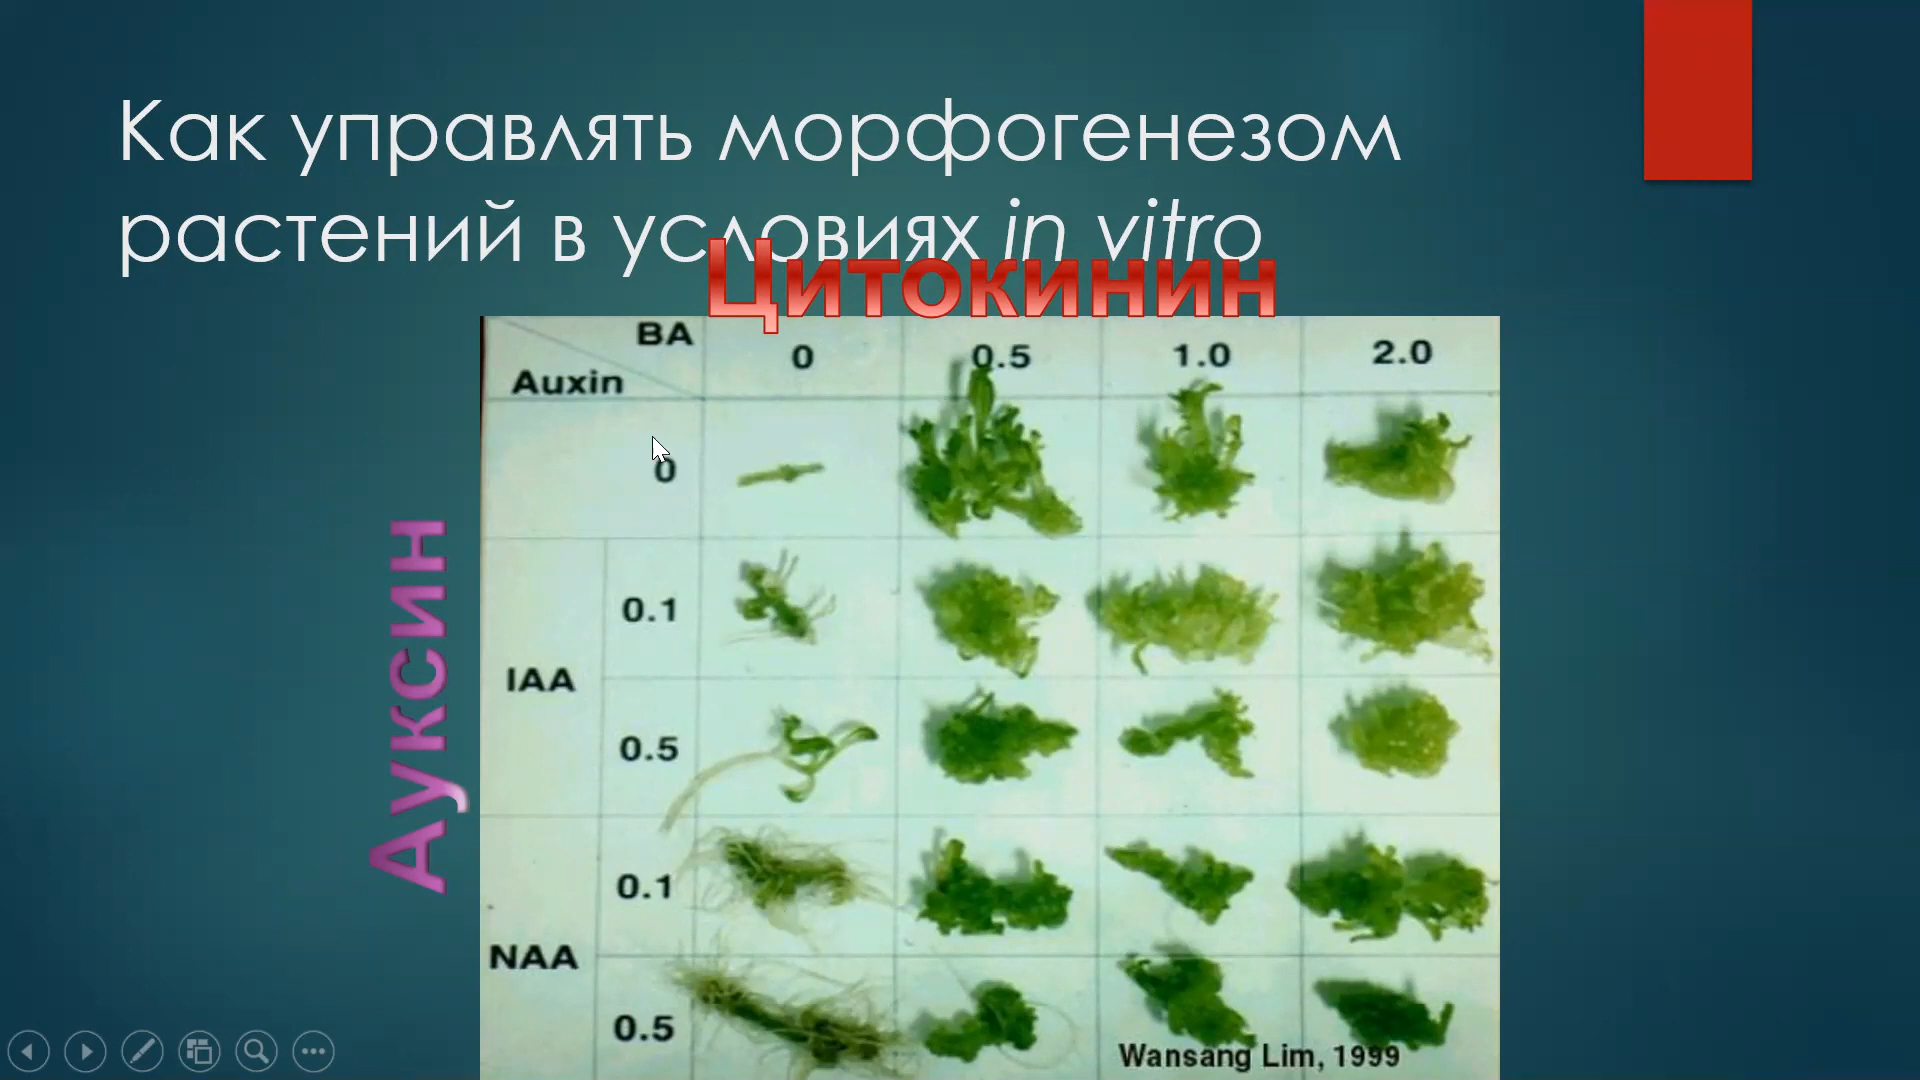 Как управлять морфогенезом
растений в условиях in vitro
Цитокинин
Ауксин
BA 0 0.5 1.0 2.0
Auxin
0
IAA
0.1
0.5
NAA
0.1
0.5
Wansang Lim, 1999